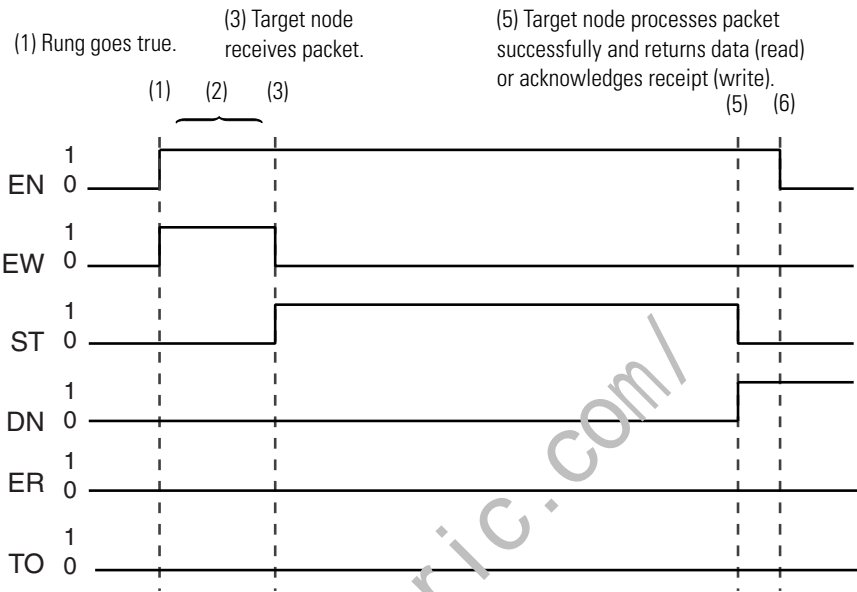 (1) Rung goes true.
(3) Target node
receives packet.
(5) Target node processes packet
successfully and returns data (read)
or acknowledges receipt (write).
(1) (2) (3) (5) (6)
1
EN 0
1
EW 0
1
ST 0
1
DN 0
1
ER 0
1
TO 0
ric.com/